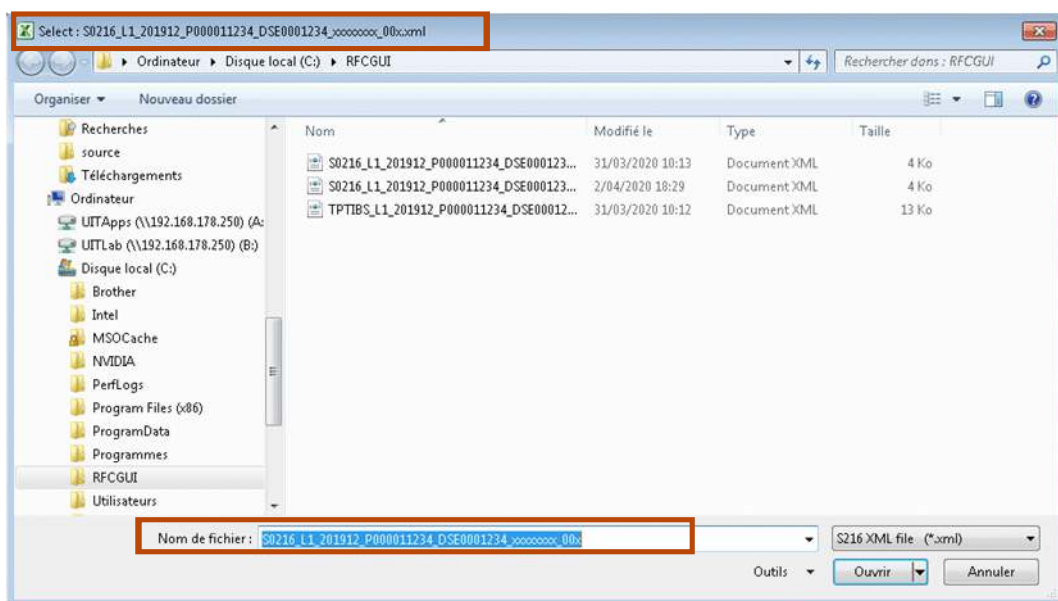 Select : S0216_L1_201912_P000011234_DSE0001234_xxxxxxxx_00x.xml
Ordinateur Disque local (C:) RFCGUI
Rechercher dans : RFCGUI
Organiser Nouveau dossier
Recherches
source
Téléchargements
Ordinateur
UITApps (\\192.168.178.250) (A:
UITLab (\\192.168.178.250) (B:)
Disque local (C:)
Brother
Intel
MSOCache
NVIDIA
PerfLogs
Program Files (x86)
ProgramData
Programmes
RFCGUI
Utilisateurs
Nom Modifié le Type Taille
S0216_L1_201912_P000011234_DSE000123... 31/03/2020 10:13 Document XML 4 Ko
S0216_L1_201912_P000011234_DSE000123... 2/04/2020 18:29 Document XML 4 Ko
TPTIBS_L1_201912_P000011234_DSE00012... 31/03/2020 10:12 Document XML 13 Ko
Nom de fichier : S0216_L1_201912_P000011234_DSE0001234_xxxxxxxx_00x
S216 XML file (*.xml)
Outils Ouvrir Annuler